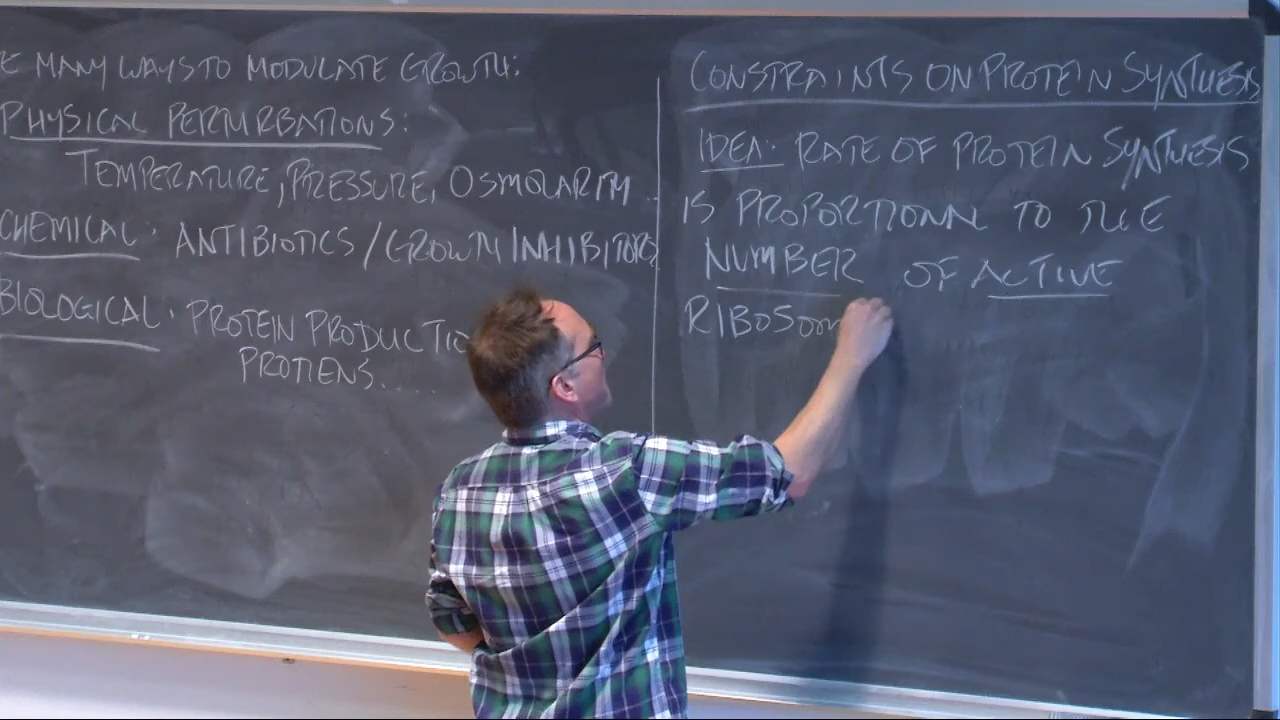 E MANY WAYS TO MODULATE GROWTH:
PHYSICAL PERTURBATIONS:
TEMPERATURE, PRESSURE, OSMOLARITY ..
CHEMICAL: ANTIBIOTICS/GROWTH INHIBITORS
BIOLOGICAL: PROTEIN PRODUCTIO
PROTIENS....
CONSTRAINTS ON PROTEIN SYNTHESIS
IDEA: RATE OF PROTEIN SYNTHESIS
IS PROPORTIONAL TO THE
NUMBER OF ACTIVE
RIBOSOM